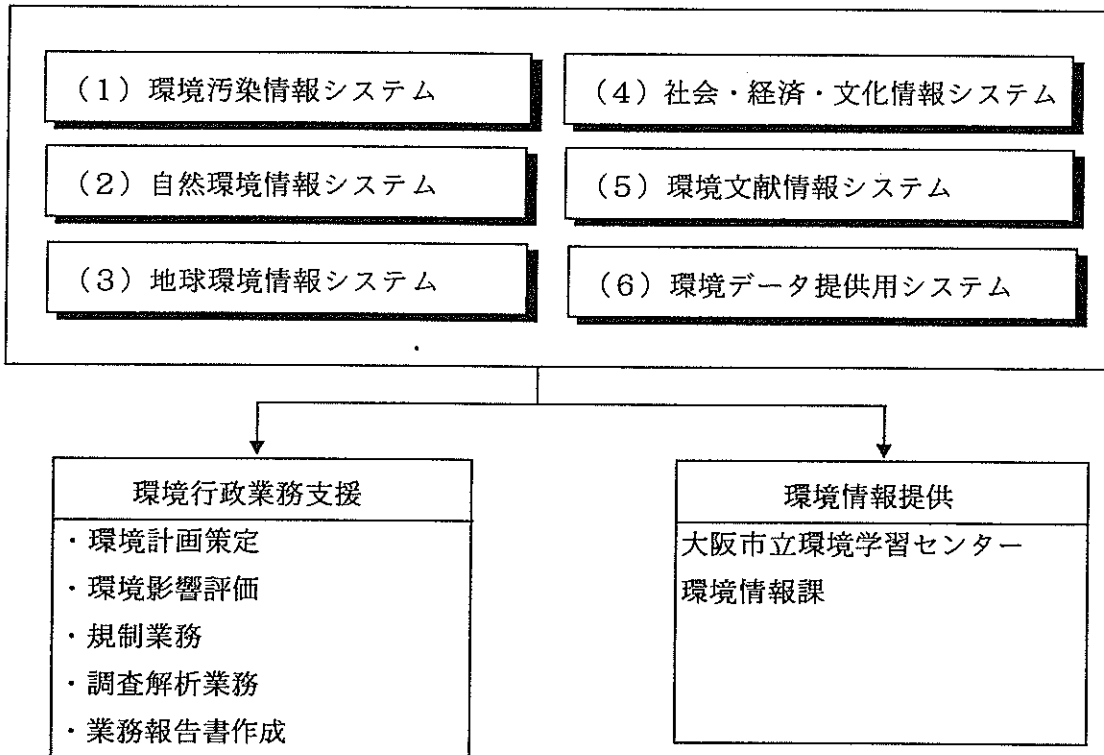 （1）環境汚染情報システム
（2）自然環境情報システム
（3）地球環境情報システム
（4）社会・経済・文化情報システム
（5）環境文献情報システム
（6）環境データ提供用システム
環境行政業務支援
・環境計画策定
・環境影響評価
・規制業務
・調査解析業務
・業務報告書作成
環境情報提供
大阪市立環境学習センター
環境情報課